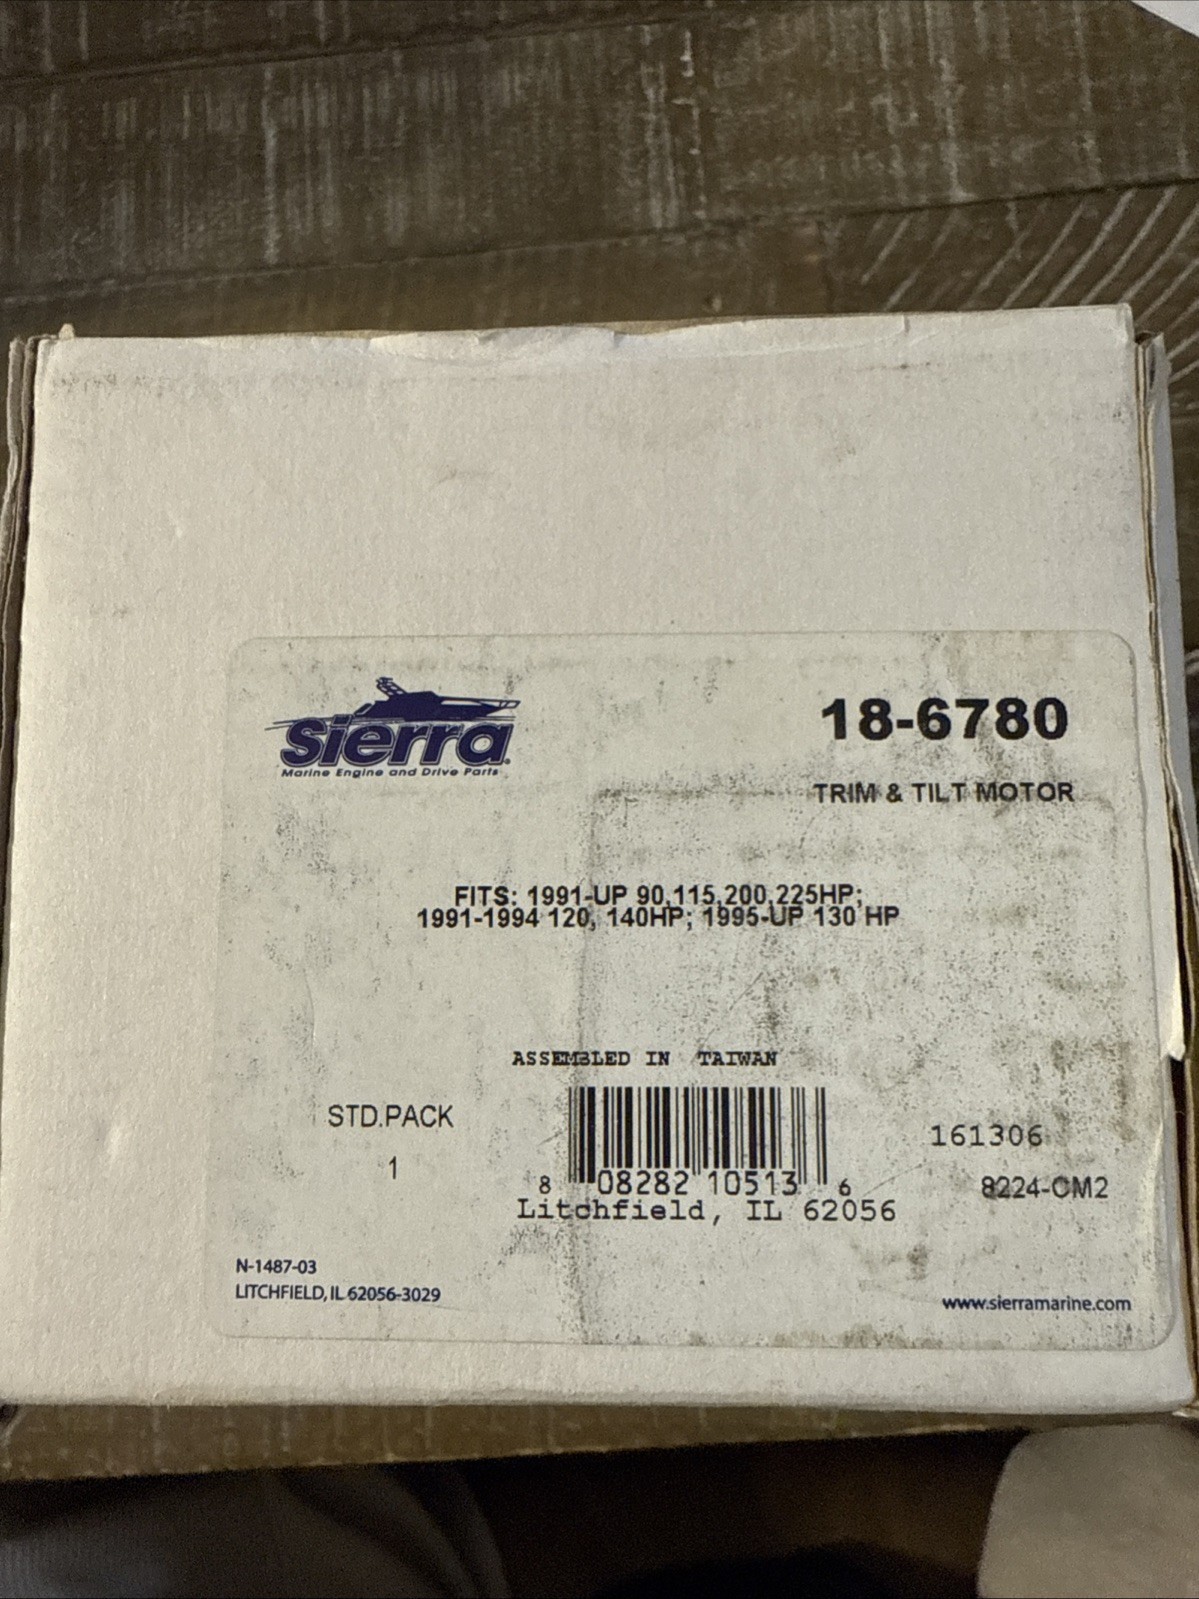 sierra
Marine Engine and Drive Parts
18-6780
TRIM & TILT MOTOR
FITS: 1991-UP 90,115,200,225HP;
1991-1994 120, 140HP; 1995-UP 130 HP
ASSEMBLED IN TAIWAN
STD.PACK
1
8 08282 10513 6
Litchfield, IL 62056
161306
8224-CM2
N-1487-03
LITCHFIELD, IL 62056-3029
www.sierramarine.com